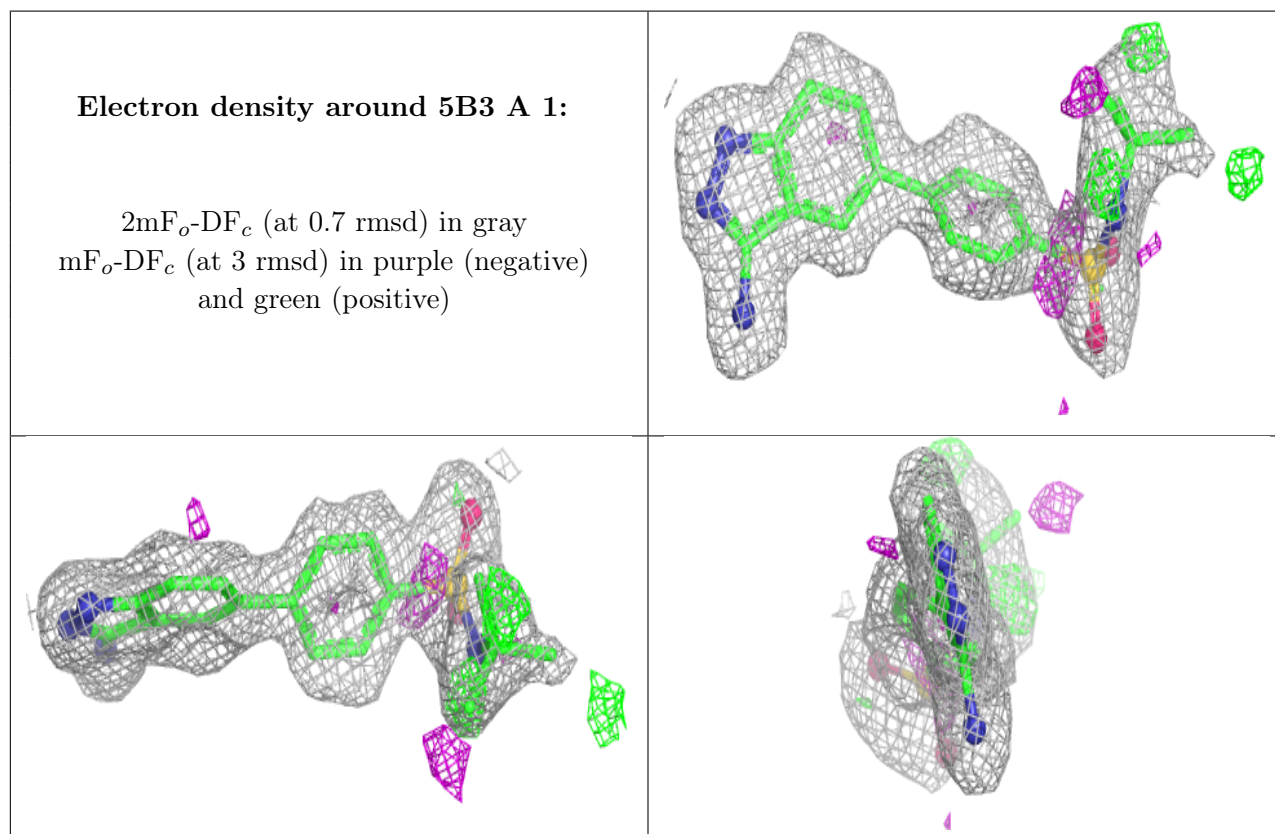 Electron density around 5B3 A 1:
2mFₒ-DF𝒸 (at 0.7 rmsd) in gray
mFₒ-DF𝒸 (at 3 rmsd) in purple (negative)
and green (positive)